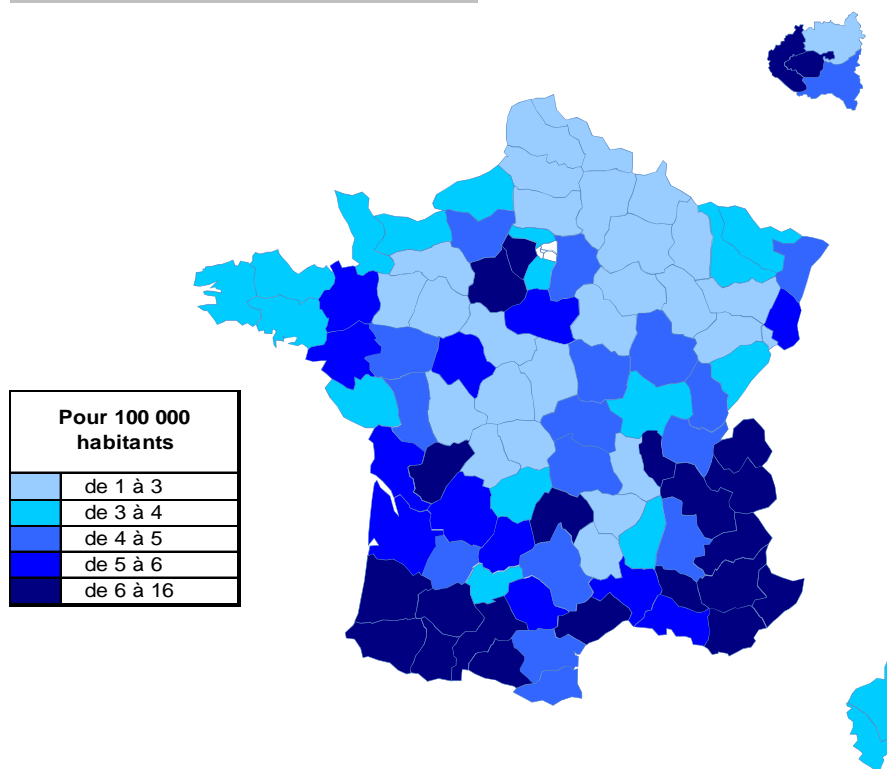 Pour 100 000
habitants
de 1 à 3
de 3 à 4
de 4 à 5
de 5 à 6
de 6 à 16